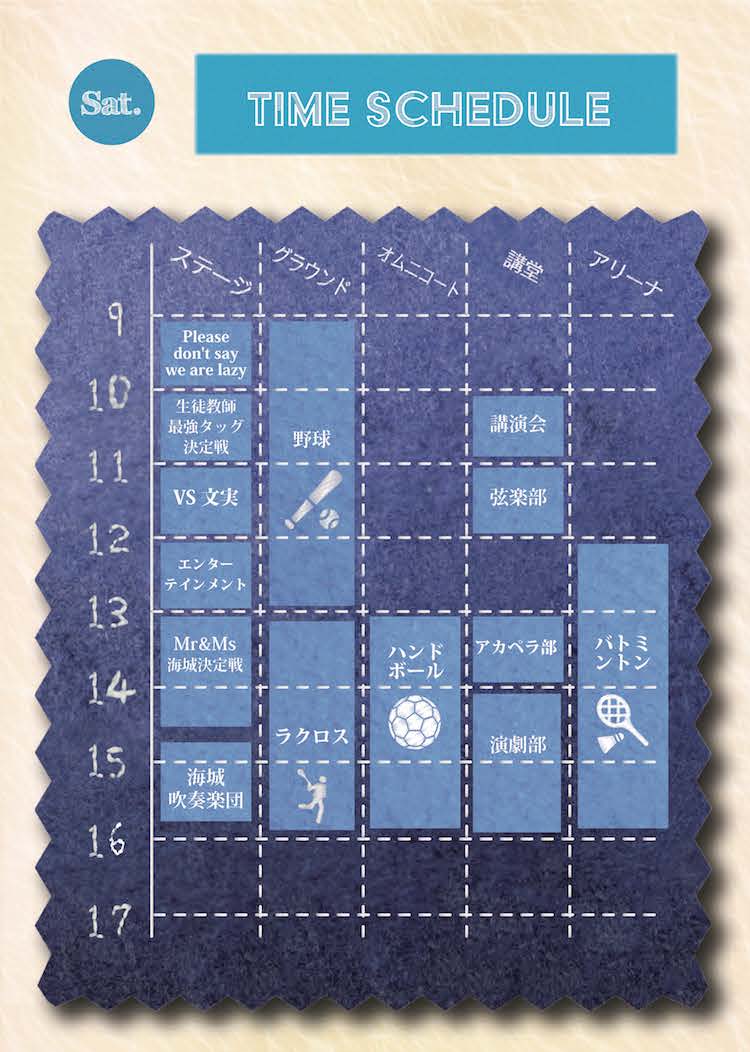 Sat.
TIME SCHEDULE
ステージ
グラウンド
オムニコート
講堂
アリーナ
9
Please
don't say
we are lazy
10
生徒教師
最強タッグ
決定戦
野球
講演会
11
VS 文実
弦楽部
12
エンター
テインメント
13
Mr&Ms
海城決定戦
ハンド
ボール
アカペラ部
バトミ
ントン
14
ラクロス
演劇部
15
海城
吹奏楽団
16
17